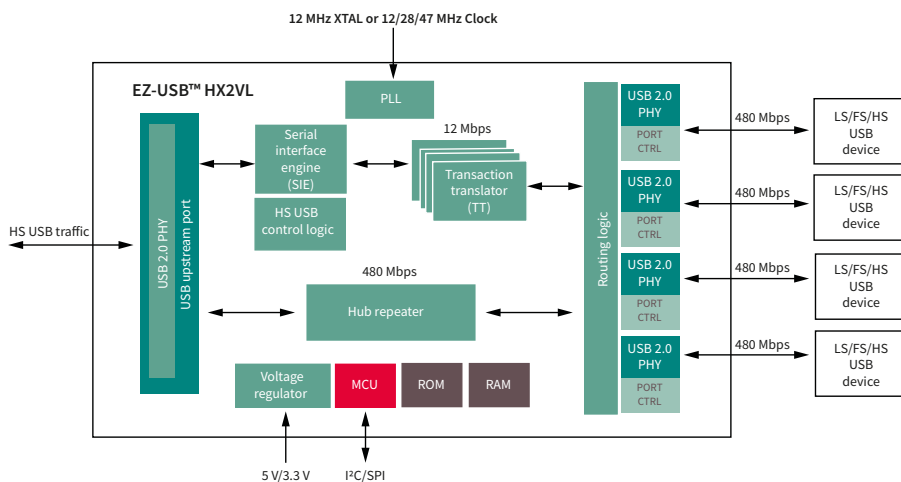 12 MHz XTAL or 12/28/47 MHz Clock
EZ-USB™ HX2VL
PLL
USB 2.0
PHY
PORT
CTRL
480 Mbps
LS/FS/HS
USB
device
Serial
interface
engine
(SIE)
12 Mbps
Transaction
translator
(TT)
HS USB
control logic
USB 2.0
PHY
PORT
CTRL
480 Mbps
LS/FS/HS
USB
device
HS USB traffic
USB 2.0 PHY
USB upstream port
Routing logic
480 Mbps
Hub repeater
USB 2.0
PHY
PORT
CTRL
480 Mbps
LS/FS/HS
USB
device
USB 2.0
PHY
PORT
CTRL
480 Mbps
LS/FS/HS
USB
device
Voltage
regulator
MCU
ROM
RAM
5 V/3.3 V
I²C/SPI